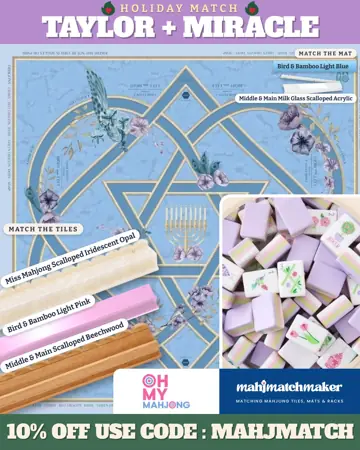 HOLIDAY MATCH
TAYLOR + MIRACLE
MATCH THE MAT
Bird & Bamboo Light Blue
Middle & Main Milk Glass Scalloped Acrylic
MATCH THE TILES
Miss Mahjong Scalloped Iridescent Opal
Bird & Bamboo Light Pink
Middle & Main Scalloped Beechwood
OH
MY
MAHJONG
mahjmatchmaker
MATCHING MAHJONG TILES, MATS & RACKS
10% OFF USE CODE : MAHJMATCH